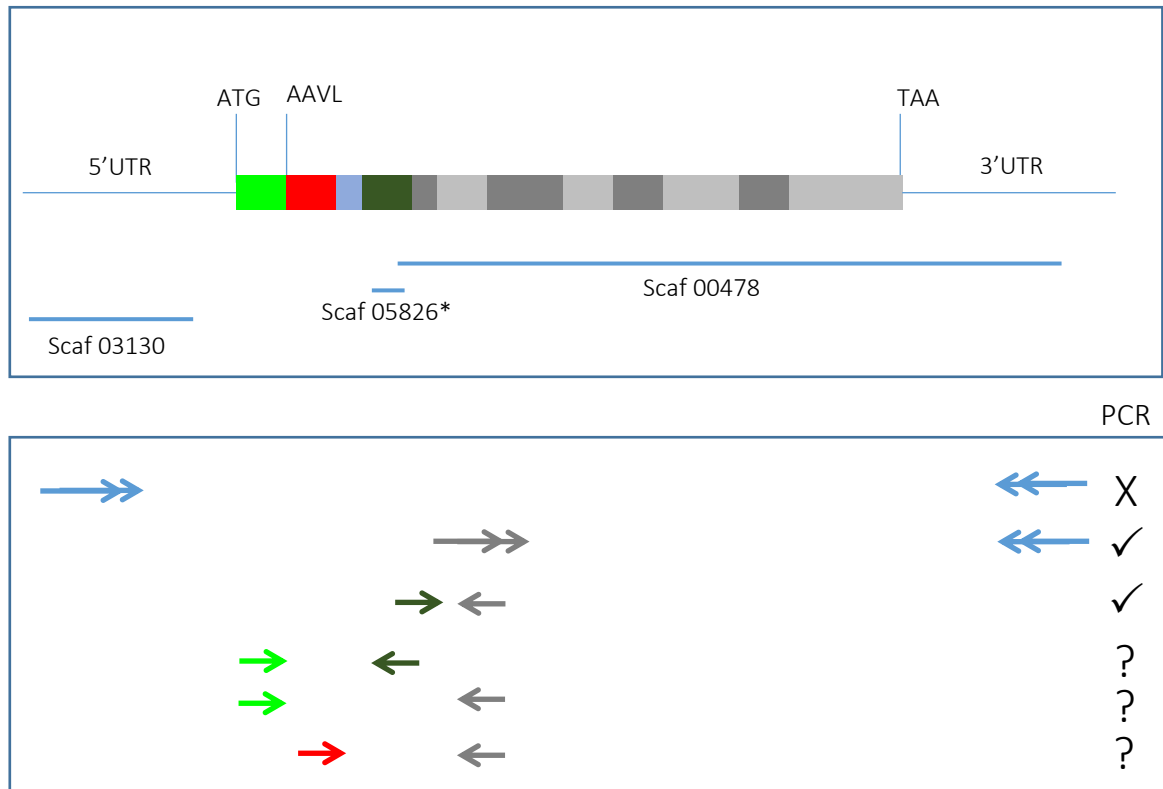 ATG
AAVL
TAA
5'UTR
3'UTR
Scaf 00478
Scaf 05826*
Scaf 03130
PCR
X
✓
✓
?
?
?